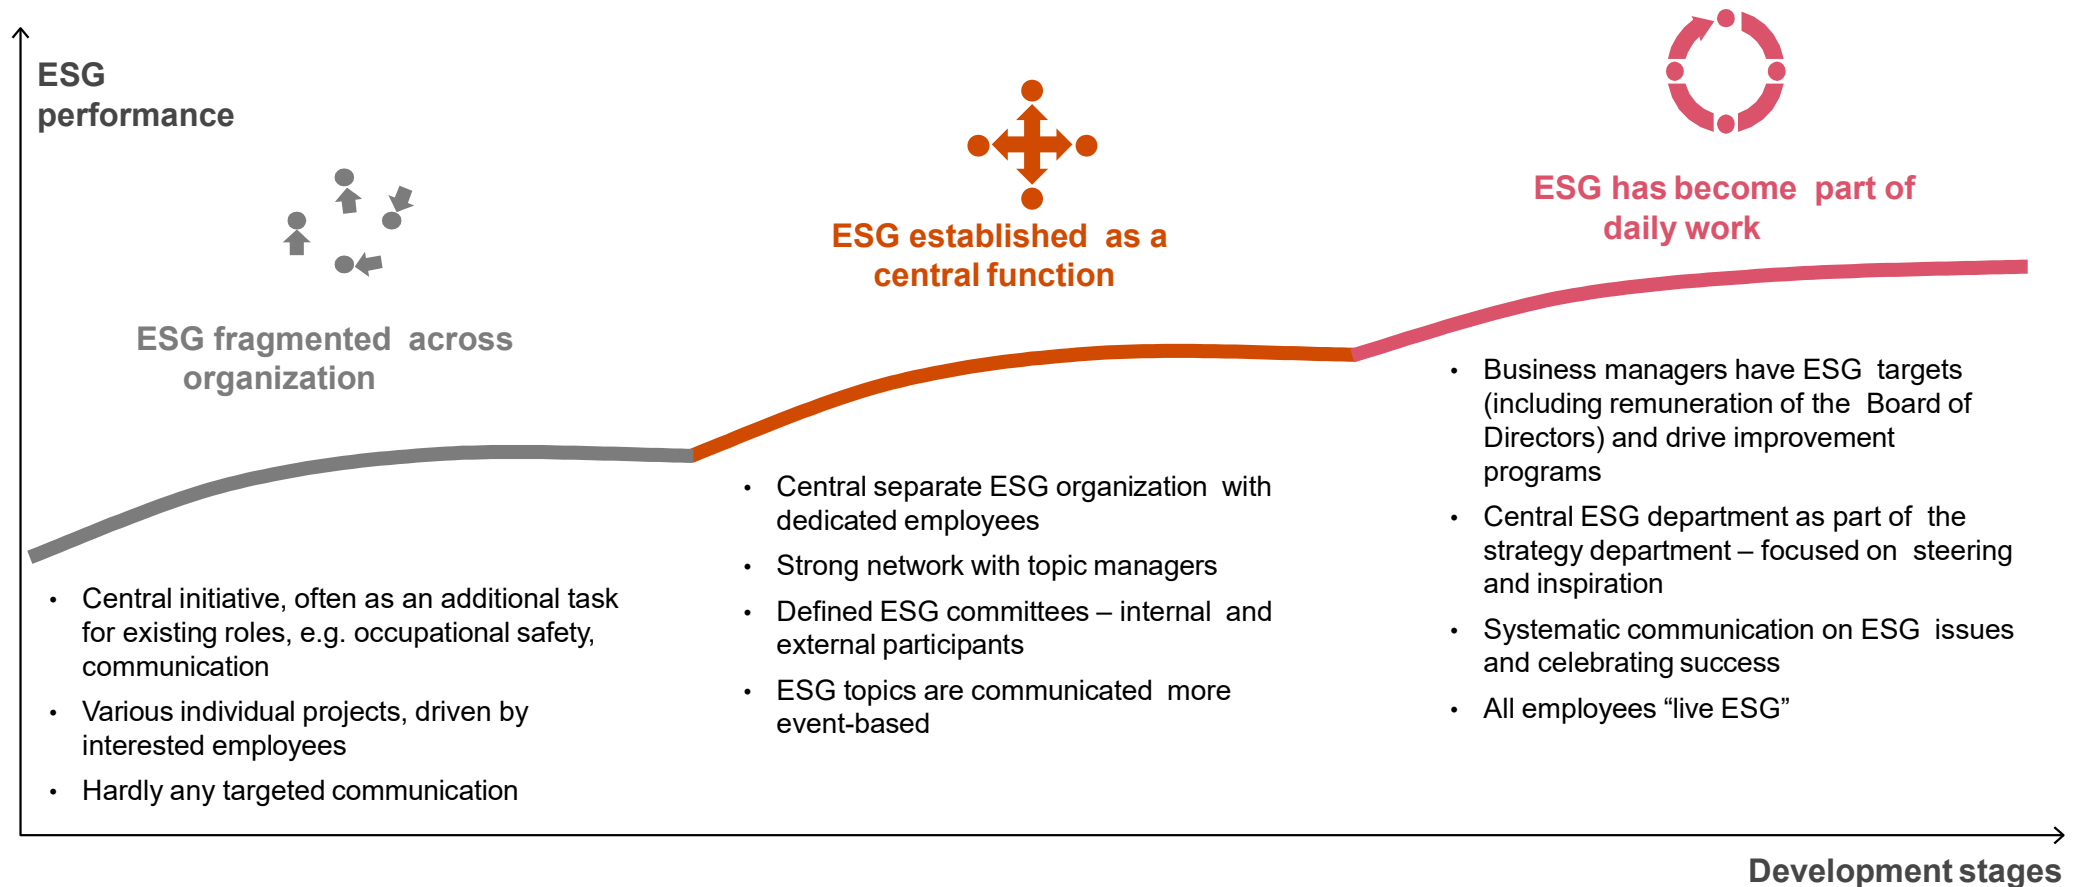 ESG
performance
ESG fragmented across
organization
• Central initiative, often as an additional task
for existing roles, e.g. occupational safety,
communication
• Various individual projects, driven by
interested employees
• Hardly any targeted communication
ESG established as a
central function
• Central separate ESG organization with
dedicated employees
• Strong network with topic managers
• Defined ESG committees – internal and
external participants
• ESG topics are communicated more
event-based
ESG has become part of
daily work
• Business managers have ESG targets
(including remuneration of the Board of
Directors) and drive improvement
programs
• Central ESG department as part of the
strategy department – focused on steering
and inspiration
• Systematic communication on ESG issues
and celebrating success
• All employees “live ESG”
Development stages